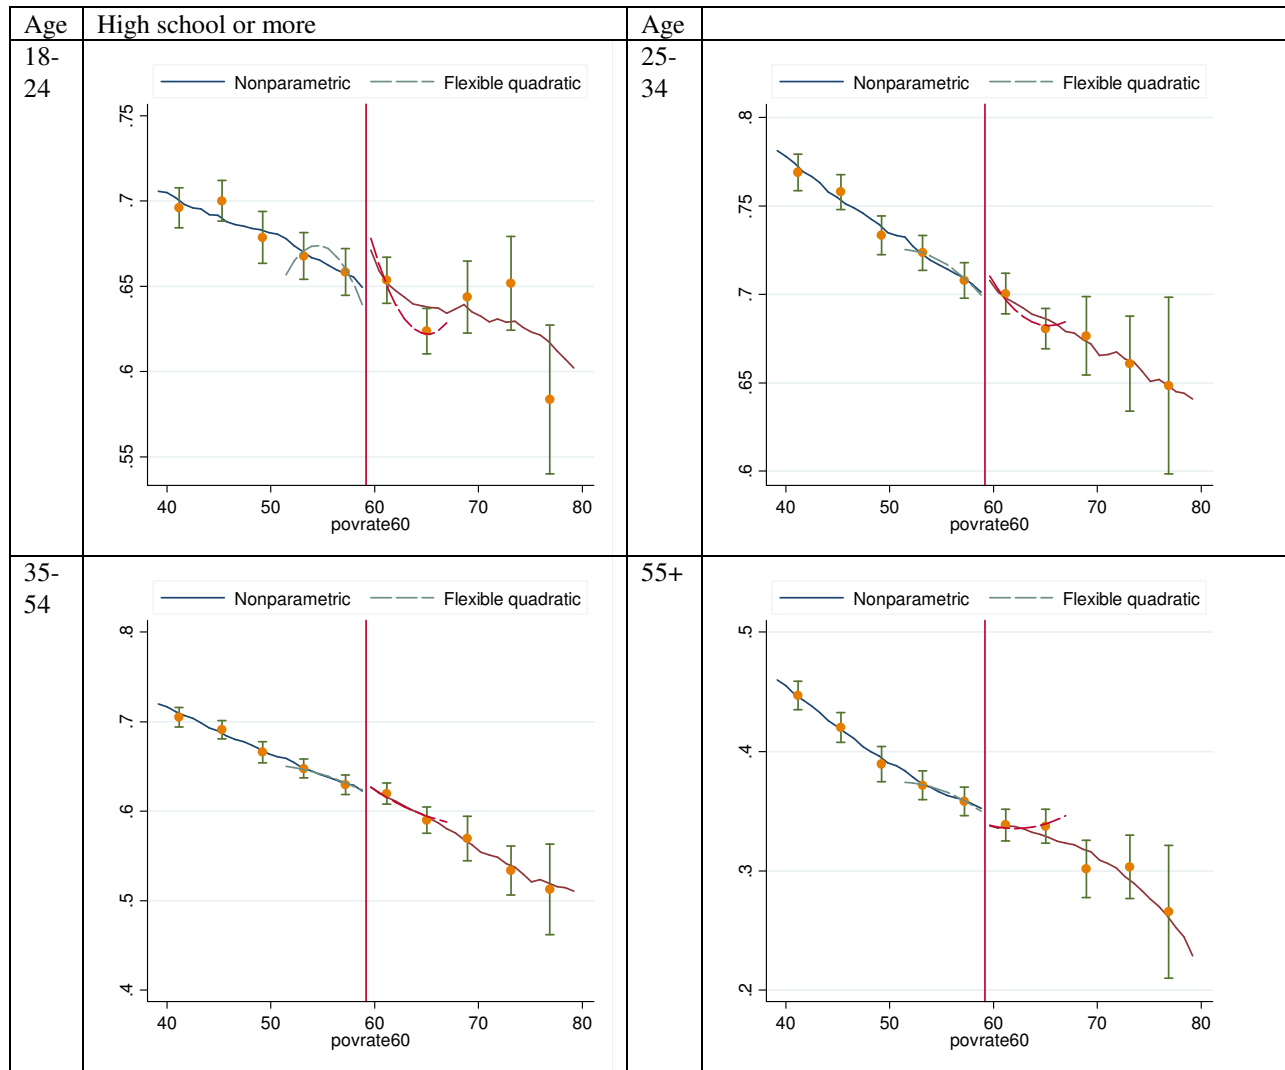 Age High school or more Age
18-
24
Nonparametric Flexible quadratic
.75
.7
.65
.6
.55
40 50 60 70 80
povrate60
25-
34
Nonparametric Flexible quadratic
.8
.75
.7
.65
.6
40 50 60 70 80
povrate60
35-
54
Nonparametric Flexible quadratic
.8
.7
.6
.5
.4
40 50 60 70 80
povrate60
55+
Nonparametric Flexible quadratic
.5
.4
.3
.2
40 50 60 70 80
povrate60